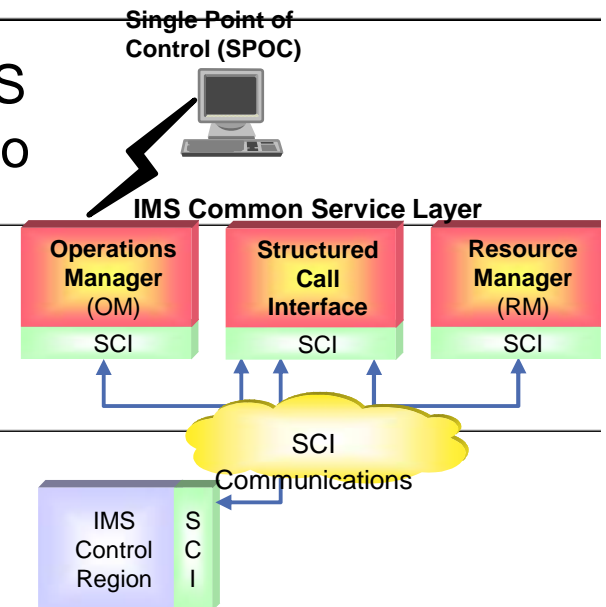 Single Point of
Control (SPOC)
S
o
IMS Common Service Layer
Operations
Manager
(OM)
SCI
Structured
Call
Interface
SCI
Resource
Manager
(RM)
SCI
SCI
Communications
IMS
Control
Region
S
C
I